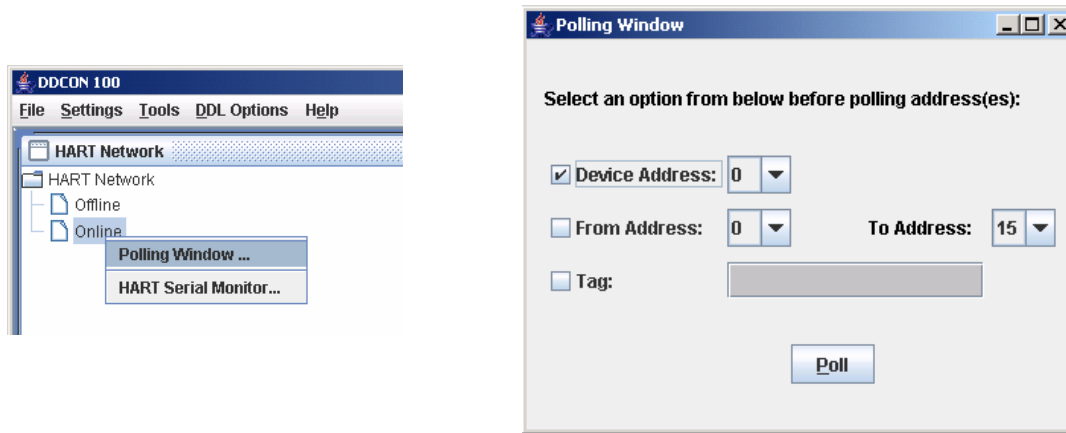 DDCON 100
File Settings Tools DDL Options Help
HART Network
HART Network
Offline
Online
Polling Window ...
HART Serial Monitor...
Polling Window
Select an option from below before polling address(es):
Device Address: 0
From Address: 0 To Address: 15
Tag:
Poll